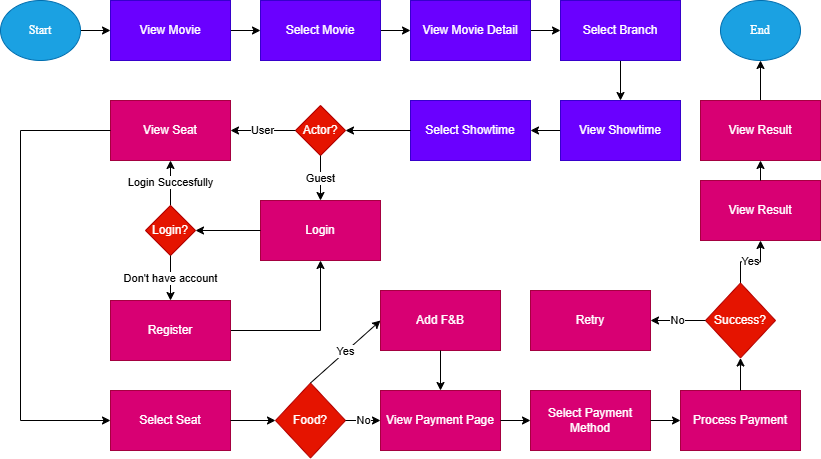 Start
View Movie
Select Movie
View Movie Detail
Select Branch
End
View Seat
User
Actor?
Select Showtime
View Showtime
View Result
Guest
Login Succesfully
Login?
Login
View Result
Don't have account
Yes
Register
Add F&B
Retry
No
Success?
Yes
Select Seat
Food?
No
View Payment Page
Select Payment
Method
Process Payment